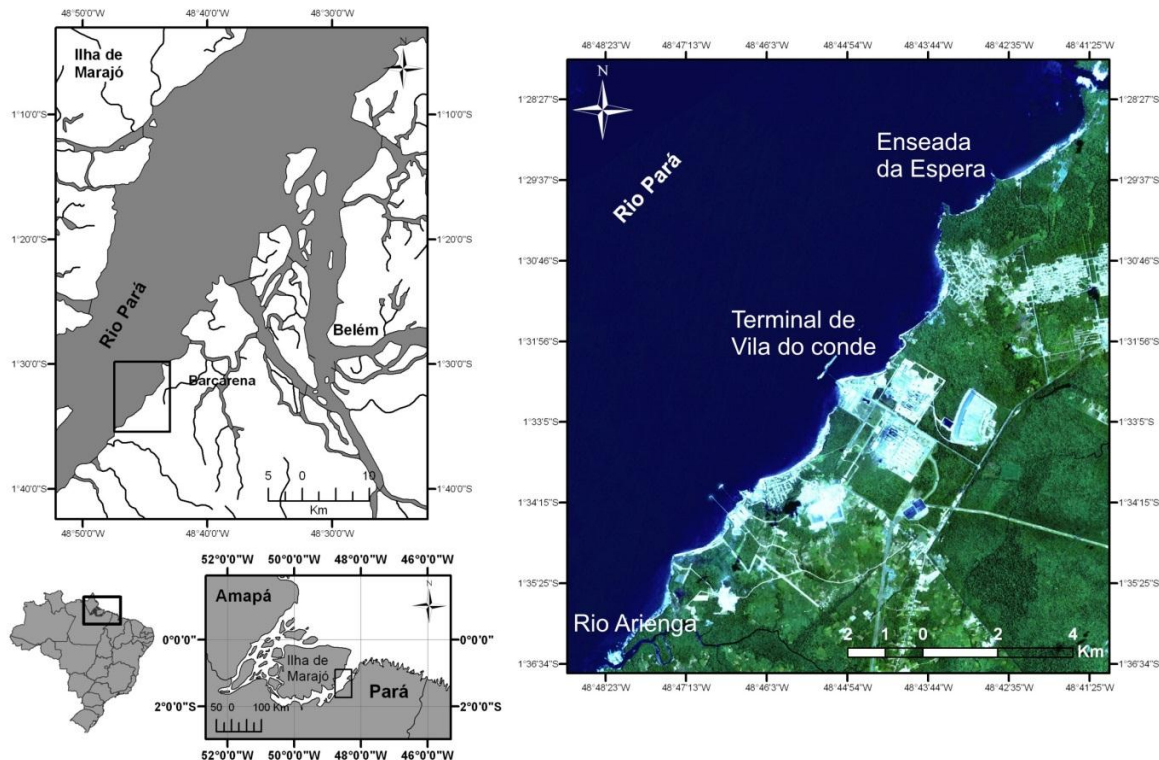 48°50'0"W 48°40'0"W 48°30'0"W
Ilha de
Marajó
N
1°10'0"S 1°10'0"S
1°20'0"S 1°20'0"S
Rio Pará
Belém
1°30'0"S 1°30'0"S
Barcarena
5 0 10
Km
1°40'0"S 1°40'0"S
48°50'0"W 48°40'0"W 48°30'0"W
52°0'0"W 50°0'0"W 48°0'0"W 46°0'0"W
Amapá
N
0°0'0"S 0°0'0"S
Ilha de
Marajó
Pará
50 0 100 Km
2°0'0"S 2°0'0"S
52°0'0"W 50°0'0"W 48°0'0"W 46°0'0"W
48°48'23"W 48°47'13"W 48°46'3"W 48°44'54"W 48°43'44"W 48°42'35"W 48°41'25"W
N
1°28'27"S 1°28'27"S
Enseada
da Espera
1°29'37"S 1°29'37"S
Rio Pará
1°30'46"S 1°30'46"S
Terminal de
Vila do conde
1°31'56"S 1°31'56"S
1°33'5"S 1°33'5"S
1°34'15"S 1°34'15"S
1°35'25"S 1°35'25"S
Rio Arienga
2 1 0 2 4
Km
1°36'34"S 1°36'34"S
48°48'23"W 48°47'13"W 48°46'3"W 48°44'54"W 48°43'44"W 48°42'35"W 48°41'25"W